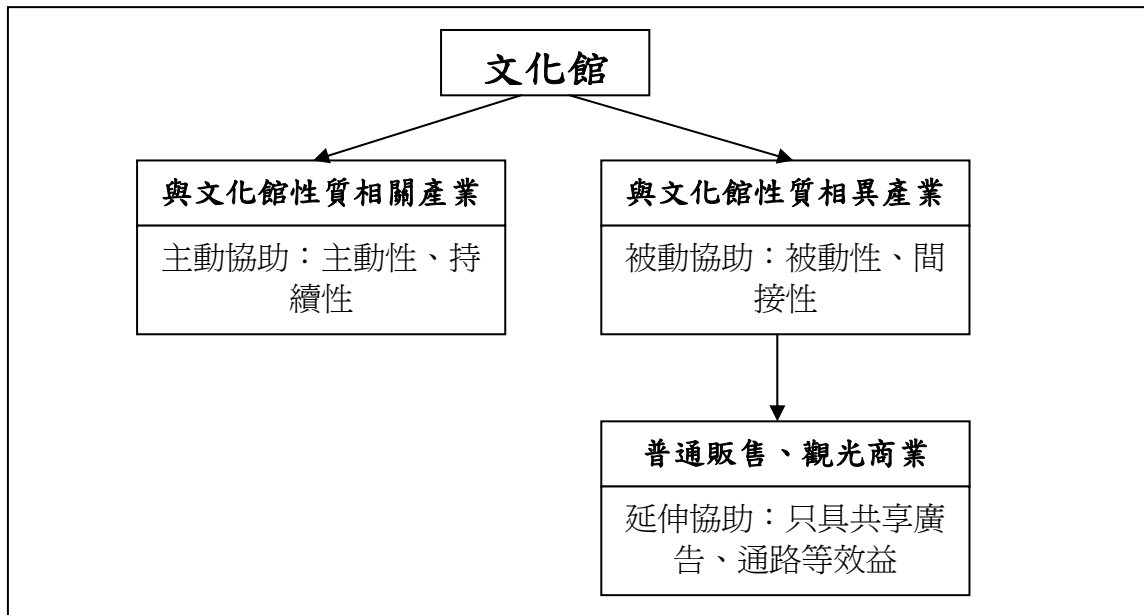 文化館
與文化館性質相關產業
主動協助：主動性、持
續性
與文化館性質相異產業
被動協助：被動性、間
接性
普通販售、觀光商業
延伸協助：只具共享廣
告、通路等效益